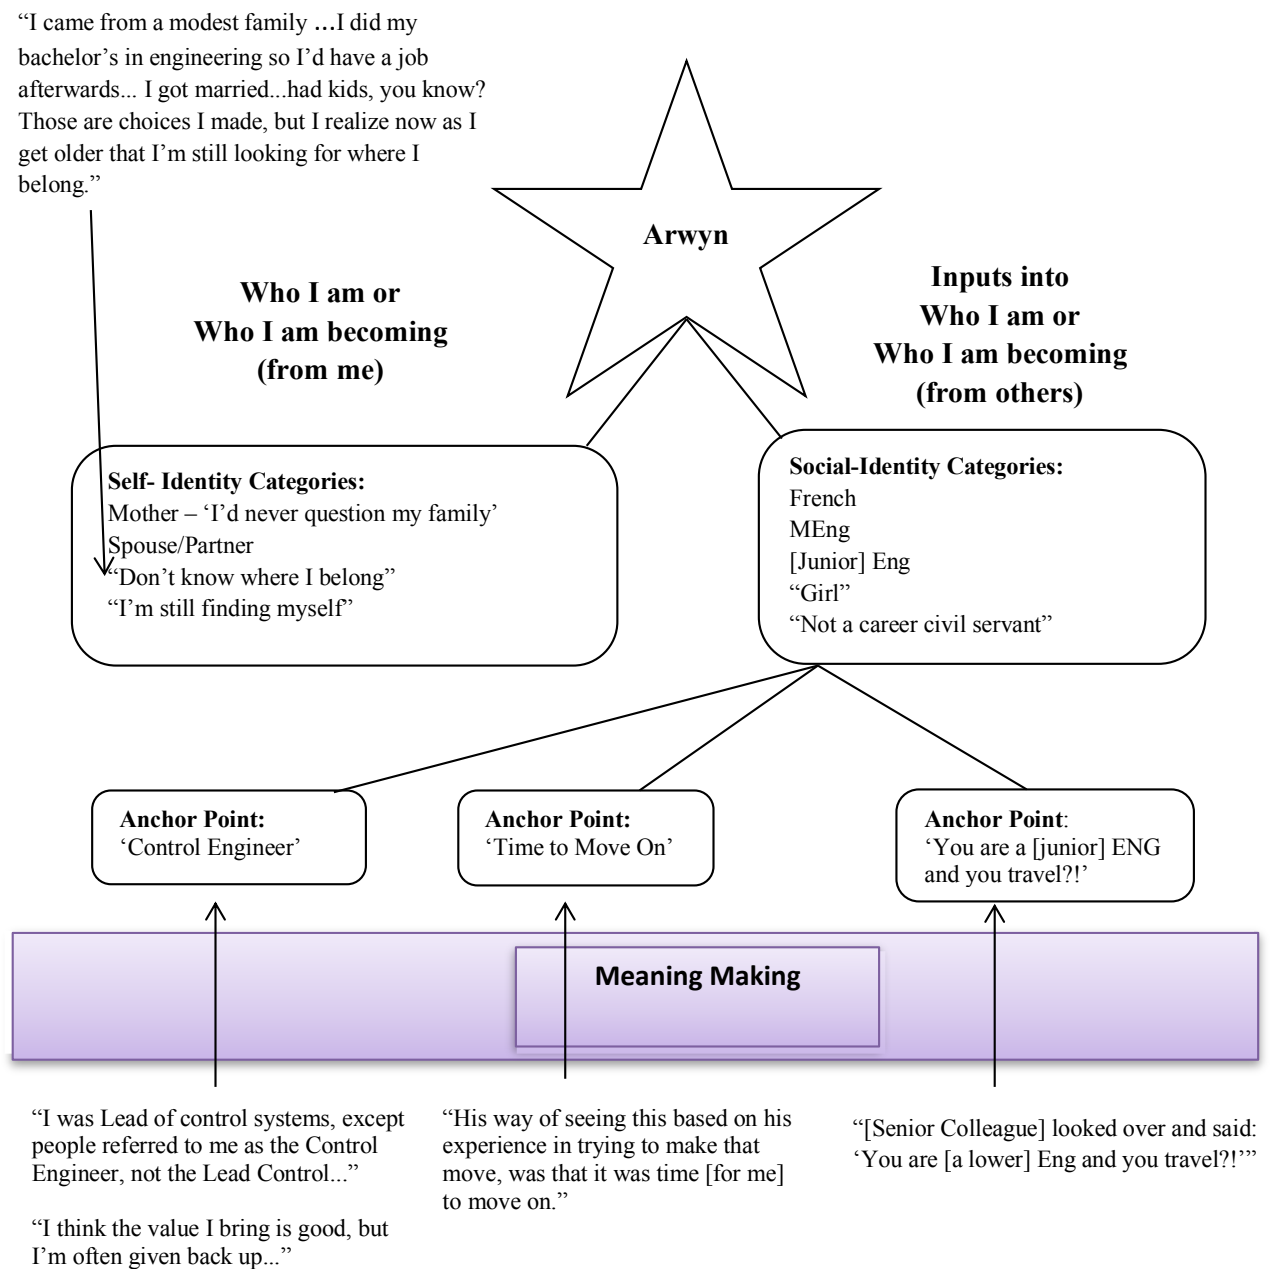 “I came from a modest family …I did my
bachelor’s in engineering so I’d have a job
afterwards... I got married...had kids, you know?
Those are choices I made, but I realize now as I
get older that I’m still looking for where I
belong.”
Arwyn
Who I am or
Who I am becoming
(from me)
Inputs into
Who I am or
Who I am becoming
(from others)
Self- Identity Categories:
Mother – ‘I’d never question my family’
Spouse/Partner
“Don’t know where I belong”
“I’m still finding myself”
Social-Identity Categories:
French
MEng
[Junior] Eng
“Girl”
“Not a career civil servant”
Anchor Point:
‘Control Engineer’
Anchor Point:
‘Time to Move On’
Anchor Point:
‘You are a [junior] ENG
and you travel?!’
Meaning Making
“I was Lead of control systems, except
people referred to me as the Control
Engineer, not the Lead Control...”
“I think the value I bring is good, but
I’m often given back up...”
“His way of seeing this based on his
experience in trying to make that
move, was that it was time [for me]
to move on.”
“[Senior Colleague] looked over and said:
‘You are [a lower] Eng and you travel?!’”